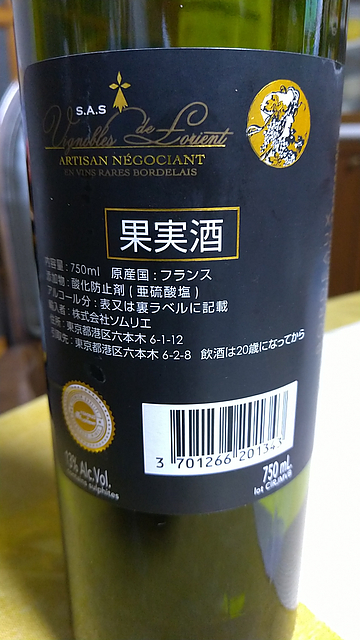 S.A.S
Vignobles de Lorient
ARTISAN NÉGOCIANT
EN VINS RARES BORDELAIS
果実酒
内容量：750ml 原産国：フランス
添加物：酸化防止剤(亜硫酸塩)
アルコール分：表又は裏ラベルに記載
輸入者：株式会社ソムリエ
住所：東京都港区六本木 6-1-12
引取先：東京都港区六本木 6-2-8 飲酒は20歳になってから
3 701266 201343
13% Alc.Vol.
Contains sulphites
750 mL